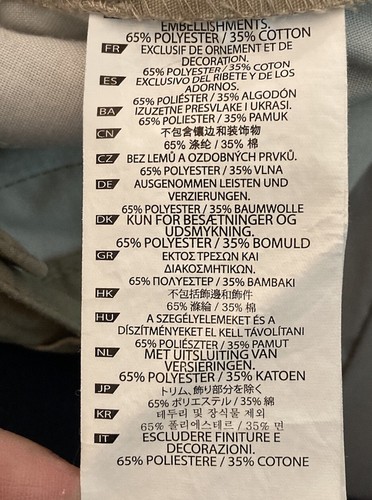 EMBELLISHMENTS.
65% POLYESTER / 35% COTTON
FR EXCLUSIF DE ORNEMENT ET DE
DECORATION.
65% POLYESTER / 35% COTON
ES EXCLUSIVO DEL RIBETE Y DE LOS
ADORNOS.
65% POLIÉSTER / 35% ALGODÓN
BA IZUZETNE PRESVLAKE I UKRASI.
65% POLIESTER / 35% PAMUK
CN 不包含镶边和装饰物
65% 涤纶 / 35% 棉
CZ BEZ LEMŮ A OZDOBNÝCH PRVKŮ.
65% POLYESTER / 35% VLNA
DE AUSGENOMMEN LEISTEN UND
VERZIERUNGEN.
65% POLYESTER / 35% BAUMWOLLE
DK KUN FOR BESÆTNINGER OG
UDSMYKNING.
65% POLYESTER / 35% BOMULD
GR ΕΚΤΟΣ ΤΡΕΣΩΝ ΚΑΙ
ΔΙΑΚΟΣΜΗΤΙΚΩΝ.
65% ΠΟΛΥΕΣΤΕΡ / 35% ΒΑΜΒΑΚΙ
HK 不包括飾邊和飾件
65% 滌綸 / 35% 棉
HU A SZEGÉLYELEMEKET ÉS A
DÍSZÍTMÉNYEKET EL KELL TÁVOLÍTANI
65% POLIÉSZTER / 35% PAMUT
NL MET UITSLUITING VAN
VERSIERINGEN.
65% POLYESTER / 35% KATOEN
JP トリム、飾り部分を除く
65% ポリエステル / 35% 綿
KR 테두리 및 장식물 제외
65% 폴리에스테르 / 35% 면
IT ESCLUDERE FINITURE E
DECORAZIONI.
65% POLIESTERE / 35% COTONE